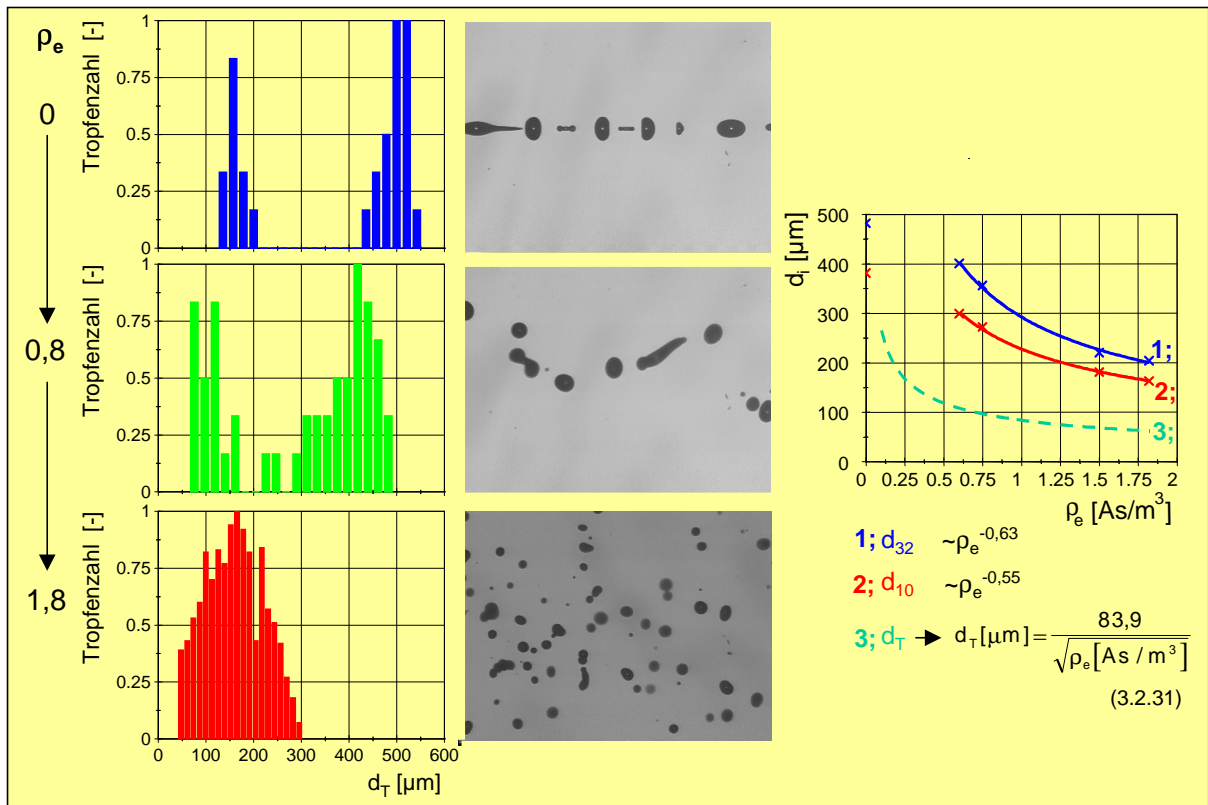 ρe
0
0,8
1,8
Tropfenzahl [-]
1
0.75
0.5
0.25
0
Tropfenzahl [-]
1
0.75
0.5
0.25
0
Tropfenzahl [-]
1
0.75
0.5
0.25
0
0 100 200 300 400 500 600
dT [µm]
di [µm]
500
400
300
200
100
0
0 0.25 0.5 0.75 1 1.25 1.5 1.75 2
ρe [As/m³]
1;
2;
3;
1; d32 ~ρe^-0,63
2; d10 ~ρe^-0,55
3; dT → dT[µm] = 83,9 / √ρe[As / m³]
(3.2.31)